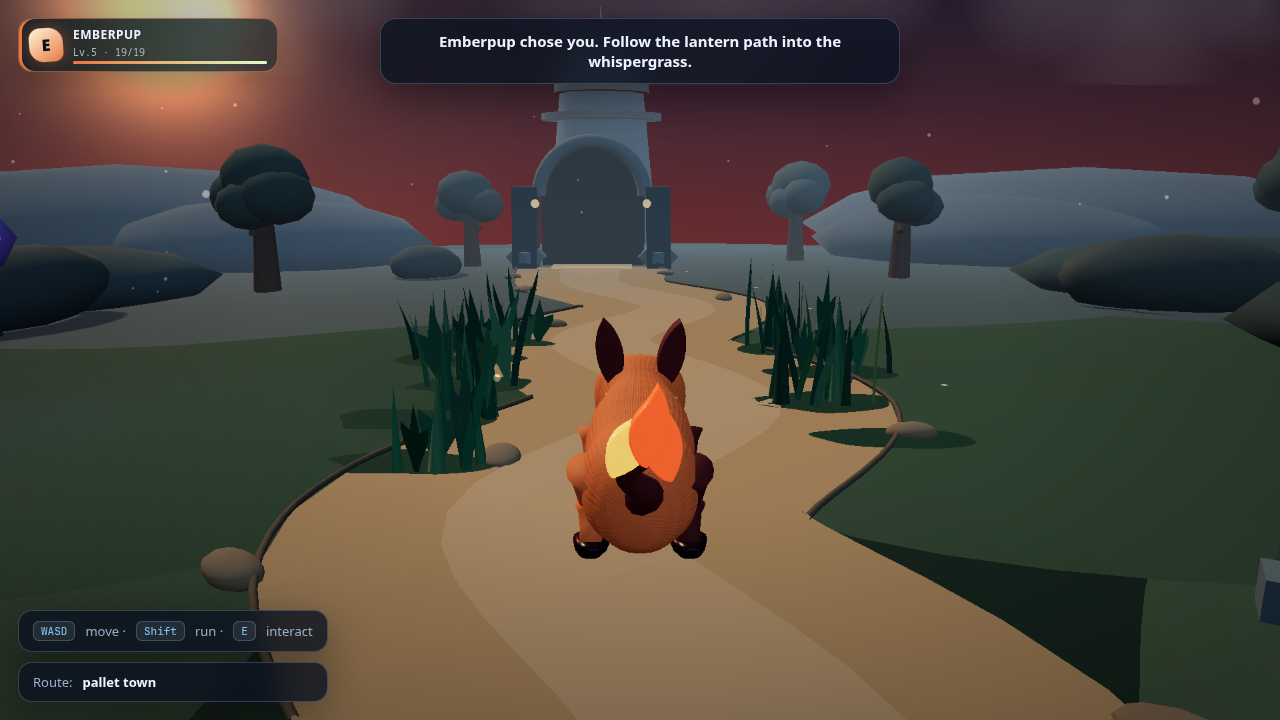 E
EMBERPUP
Lv.5 · 19/19
Emberpup chose you. Follow the lantern path into the
whispergrass.
WASD move · Shift run · E interact
Route: pallet town